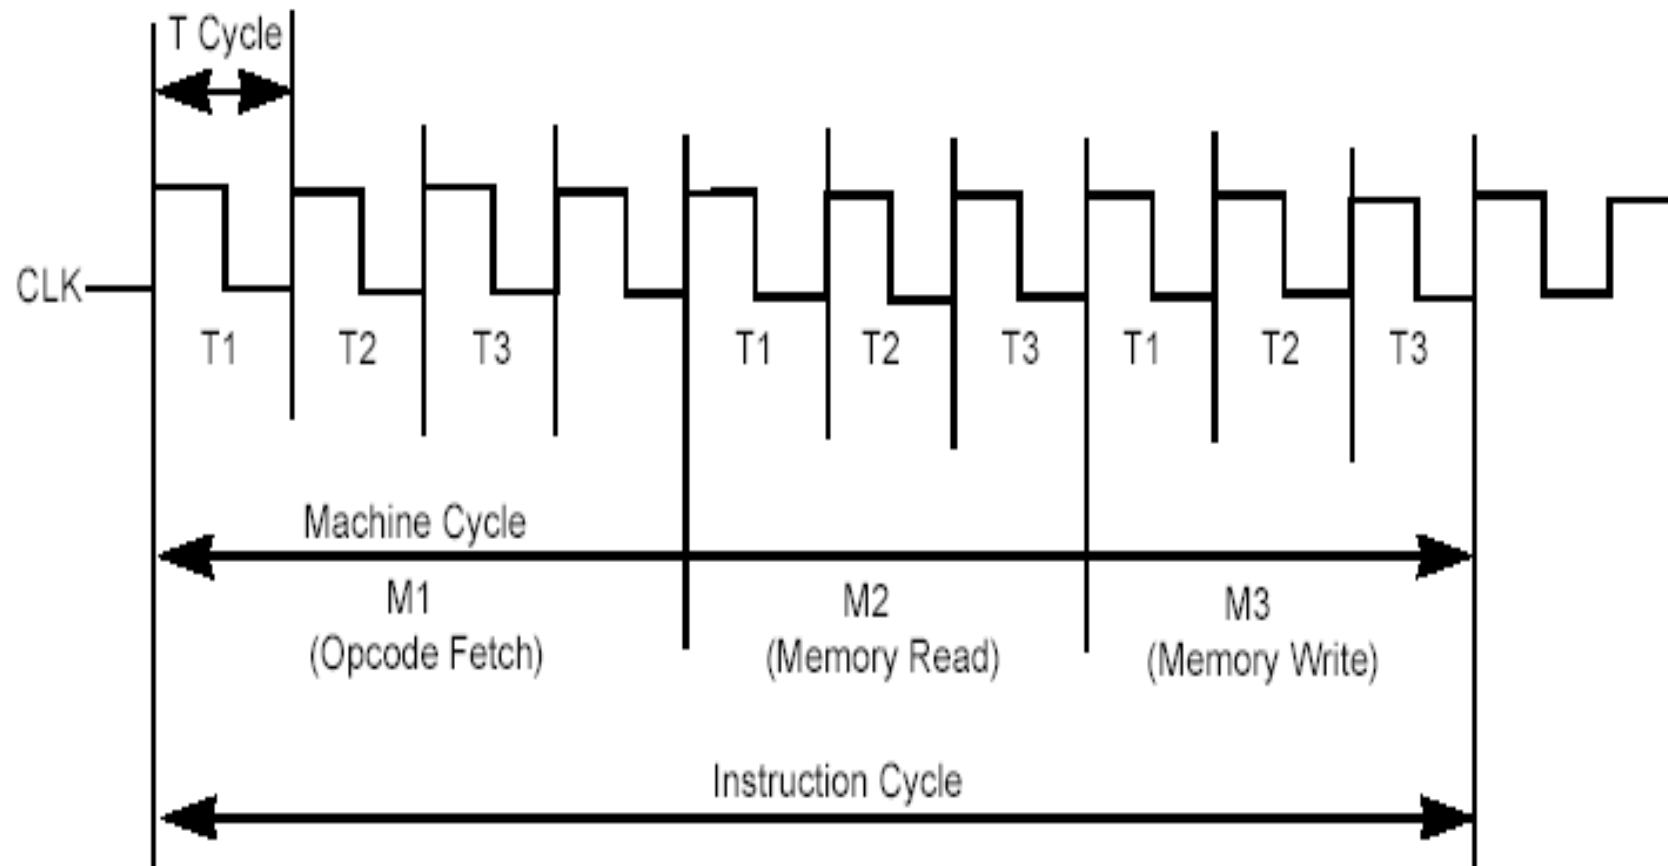 T Cycle
CLK
T1 T2 T3 T1 T2 T3 T1 T2 T3
Machine Cycle
M1 M2 M3
(Opcode Fetch) (Memory Read) (Memory Write)
Instruction Cycle